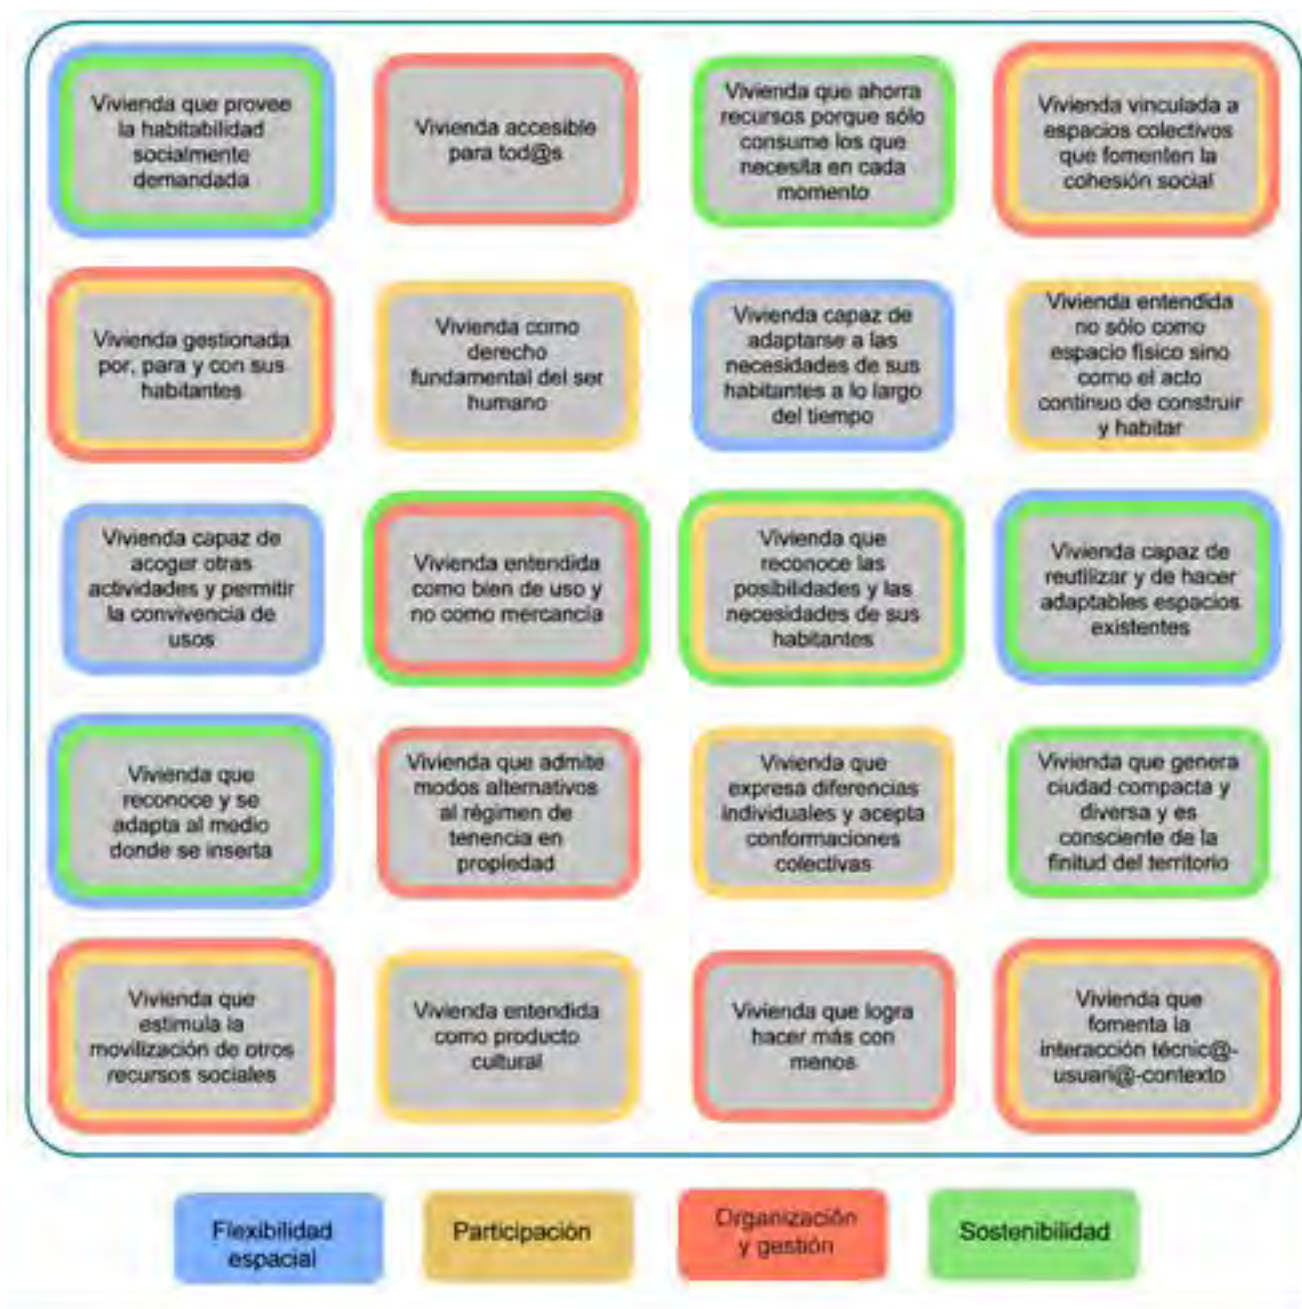 Vivienda que provee
la habitabilidad
socialmente
demandada
Vivienda accesible
para tod@s
Vivienda que ahorra
recursos porque sólo
consume los que
necesita en cada
momento
Vivienda vinculada a
espacios colectivos
que fomenten la
cohesión social
Vivienda gestionada
por, para y con sus
habitantes
Vivienda como
derecho
fundamental del ser
humano
Vivienda capaz de
adaptarse a las
necesidades de sus
habitantes a lo largo
del tiempo
Vivienda entendida
no sólo como
espacio físico sino
como el acto
continuo de construir
y habitar
Vivienda capaz de
acoger otras
actividades y permitir
la convivencia de
usos
Vivienda entendida
como bien de uso y
no como mercancía
Vivienda que
reconoce las
posibilidades y las
necesidades de sus
habitantes
Vivienda capaz de
reutilizar y de hacer
adaptables espacios
existentes
Vivienda que
reconoce y se
adapta al medio
donde se inserta
Vivienda que admite
modos alternativos
al régimen de
tenencia en
propiedad
Vivienda que
expresa diferencias
individuales y acepta
conformaciones
colectivas
Vivienda que genera
ciudad compacta y
diversa y es
consciente de la
finitud del territorio
Vivienda que
estimula la
movilización de otros
recursos sociales
Vivienda entendida
como producto
cultural
Vivienda que logra
hacer más con
menos
Vivienda que
fomenta la
interacción técnic@-
usuari@-contexto
Flexibilidad
espacial
Participación
Organización
y gestión
Sostenibilidad